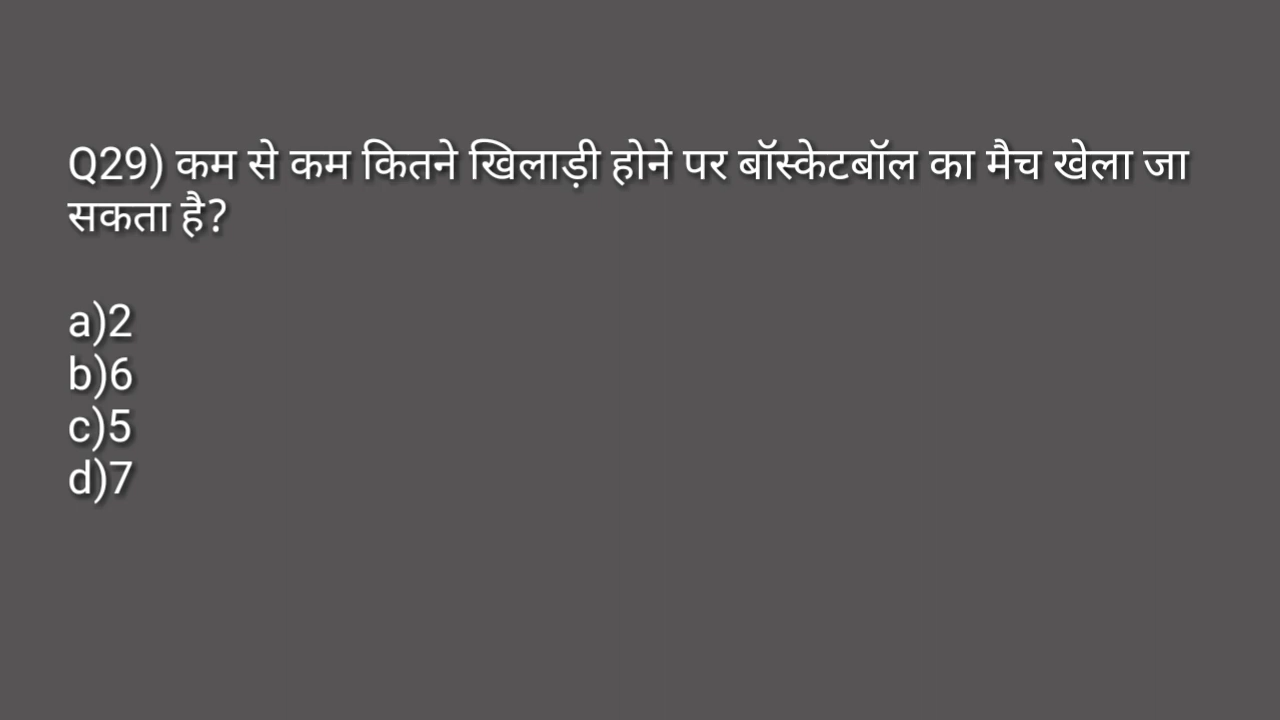 Q29) कम से कम कितने खिलाड़ी होने पर बॉस्केटबॉल का मैच खेला जा
सकता है?
a)2
b)6
c)5
d)7